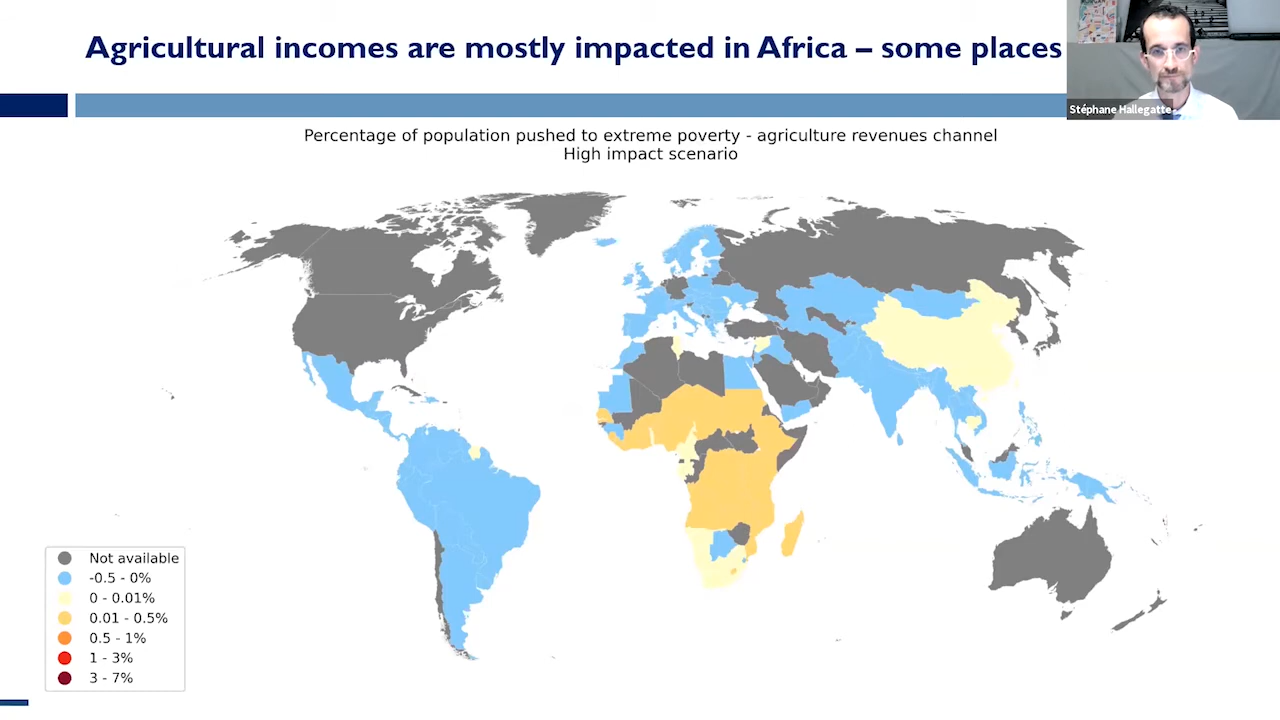 Agricultural incomes are mostly impacted in Africa – some places
Stéphane Hallegatte
Percentage of population pushed to extreme poverty - agriculture revenues channel
High impact scenario
Not available
-0.5 - 0%
0 - 0.01%
0.01 - 0.5%
0.5 - 1%
1 - 3%
3 - 7%